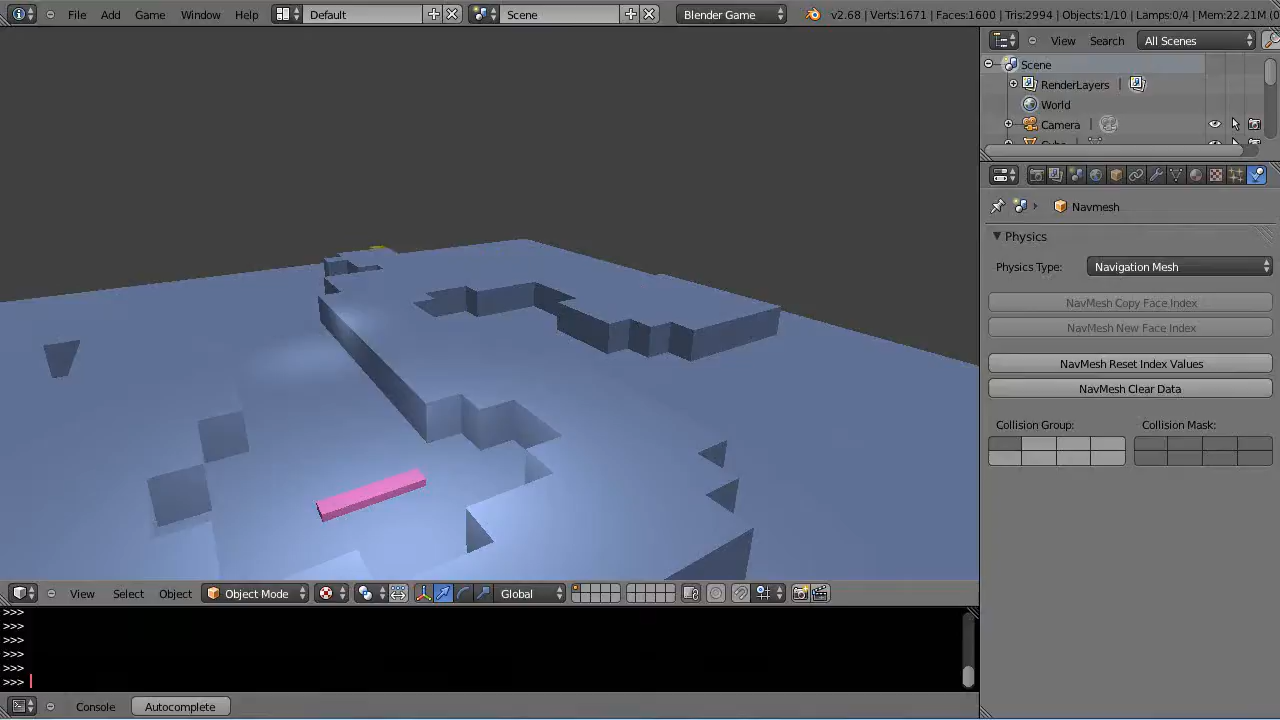 File Add Game Window Help Default Scene Blender Game v2.68 | Verts:1671 | Faces:1600 | Tris:2994 | Objects:1/10 | Lamps:0/4 | Mem:22.21M (0
View Search All Scenes
Scene
RenderLayers |
World
Camera |
Navmesh
Physics
Physics Type: Navigation Mesh
NavMesh Copy Face Index
NavMesh New Face Index
NavMesh Reset Index Values
NavMesh Clear Data
Collision Group: Collision Mask:
View Select Object Object Mode Global
>>>
>>>
>>>
>>>
>>>
>>>
Console Autocomplete